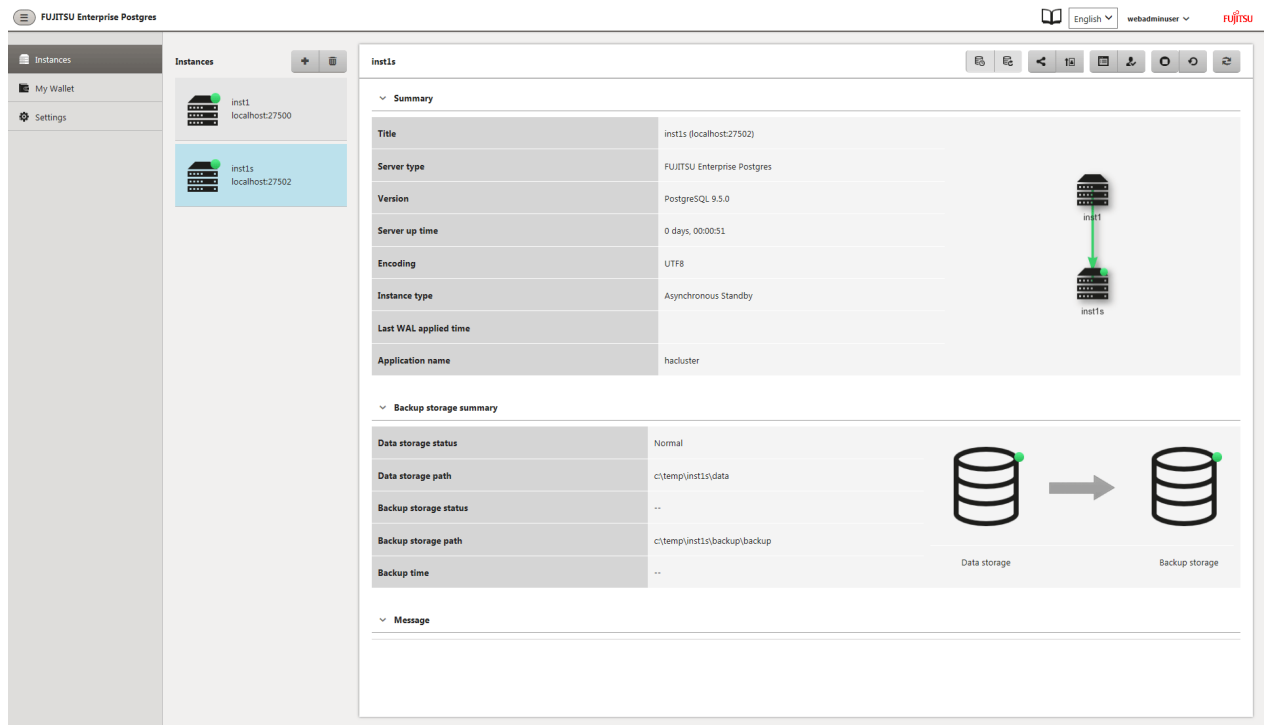 FUJITSU Enterprise Postgres
English
webadminuser
FUJITSU
Instances
My Wallet
Settings
Instances
inst1
localhost:27500
inst1s
localhost:27502
inst1s
Summary
Title inst1s (localhost:27502)
Server type FUJITSU Enterprise Postgres
Version PostgreSQL 9.5.0
Server up time 0 days, 00:00:51
Encoding UTF8
Instance type Asynchronous Standby
Last WAL applied time
Application name hacluster
inst1
inst1s
Backup storage summary
Data storage status Normal
Data storage path c:\temp\inst1s\data
Backup storage status --
Backup storage path c:\temp\inst1s\backup\backup
Backup time --
Data storage
Backup storage
Message